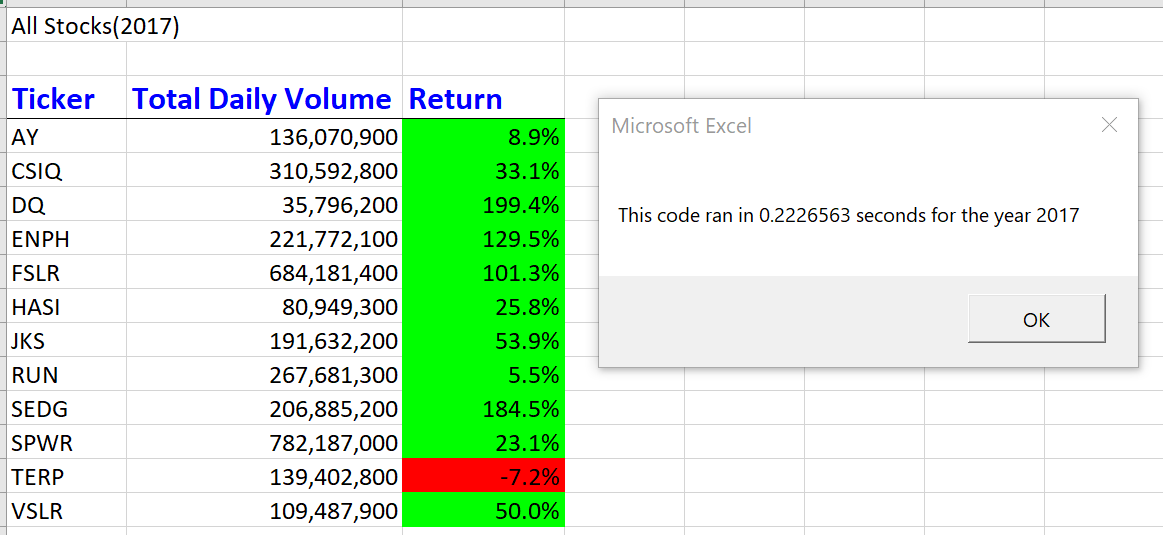 All Stocks(2017)
Ticker Total Daily Volume Return
AY 136,070,900 8.9%
CSIQ 310,592,800 33.1%
DQ 35,796,200 199.4%
ENPH 221,772,100 129.5%
FSLR 684,181,400 101.3%
HASI 80,949,300 25.8%
JKS 191,632,200 53.9%
RUN 267,681,300 5.5%
SEDG 206,885,200 184.5%
SPWR 782,187,000 23.1%
TERP 139,402,800 -7.2%
VSLR 109,487,900 50.0%
Microsoft Excel
This code ran in 0.2226563 seconds for the year 2017
OK